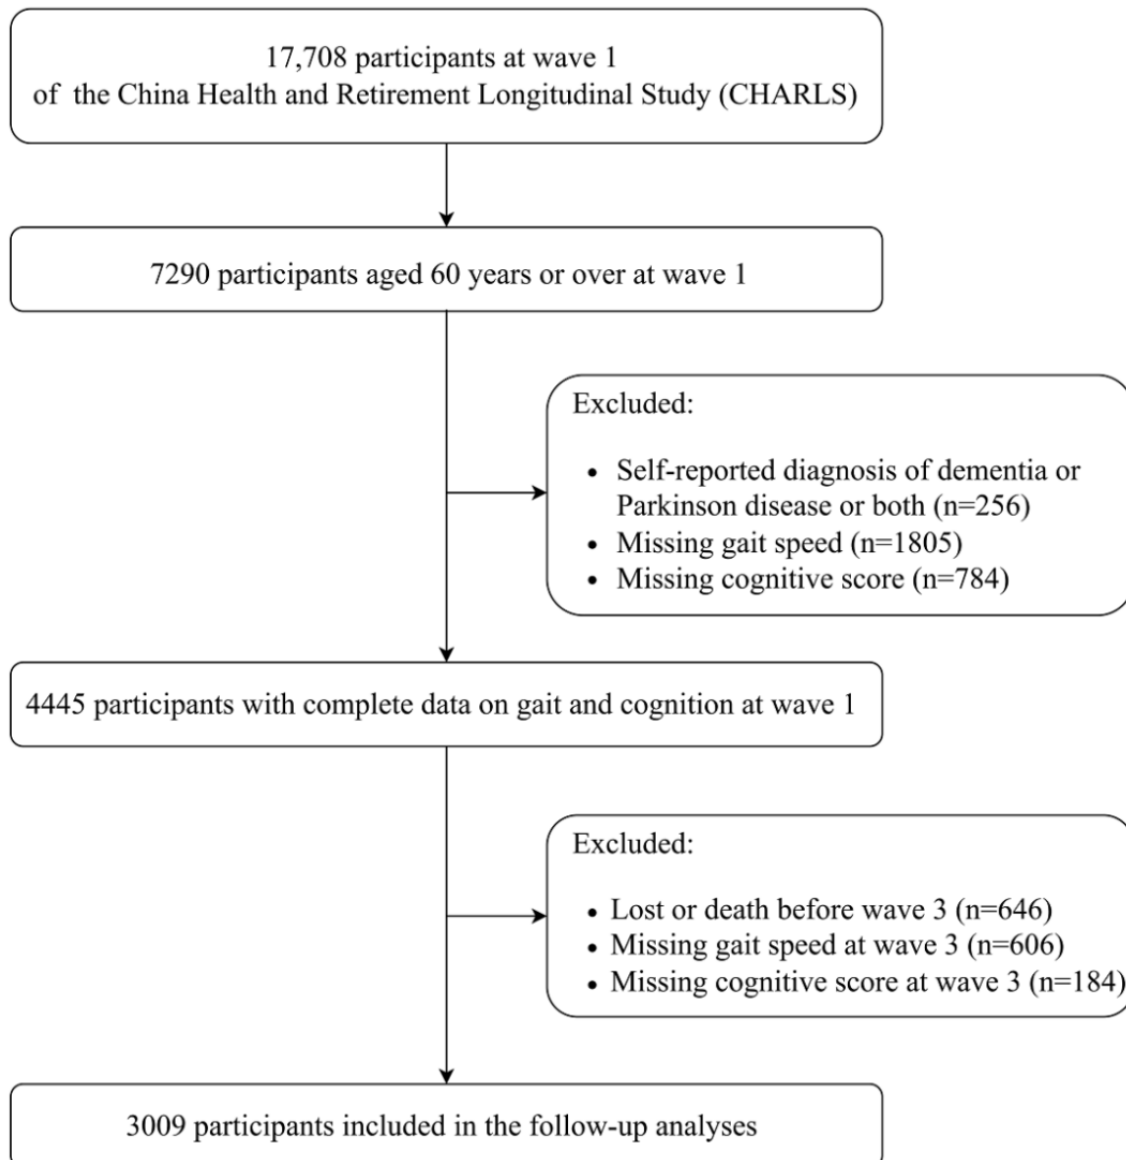 17,708 participants at wave 1
of the China Health and Retirement Longitudinal Study (CHARLS)
7290 participants aged 60 years or over at wave 1
Excluded:
• Self-reported diagnosis of dementia or
Parkinson disease or both (n=256)
• Missing gait speed (n=1805)
• Missing cognitive score (n=784)
4445 participants with complete data on gait and cognition at wave 1
Excluded:
• Lost or death before wave 3 (n=646)
• Missing gait speed at wave 3 (n=606)
• Missing cognitive score at wave 3 (n=184)
3009 participants included in the follow-up analyses